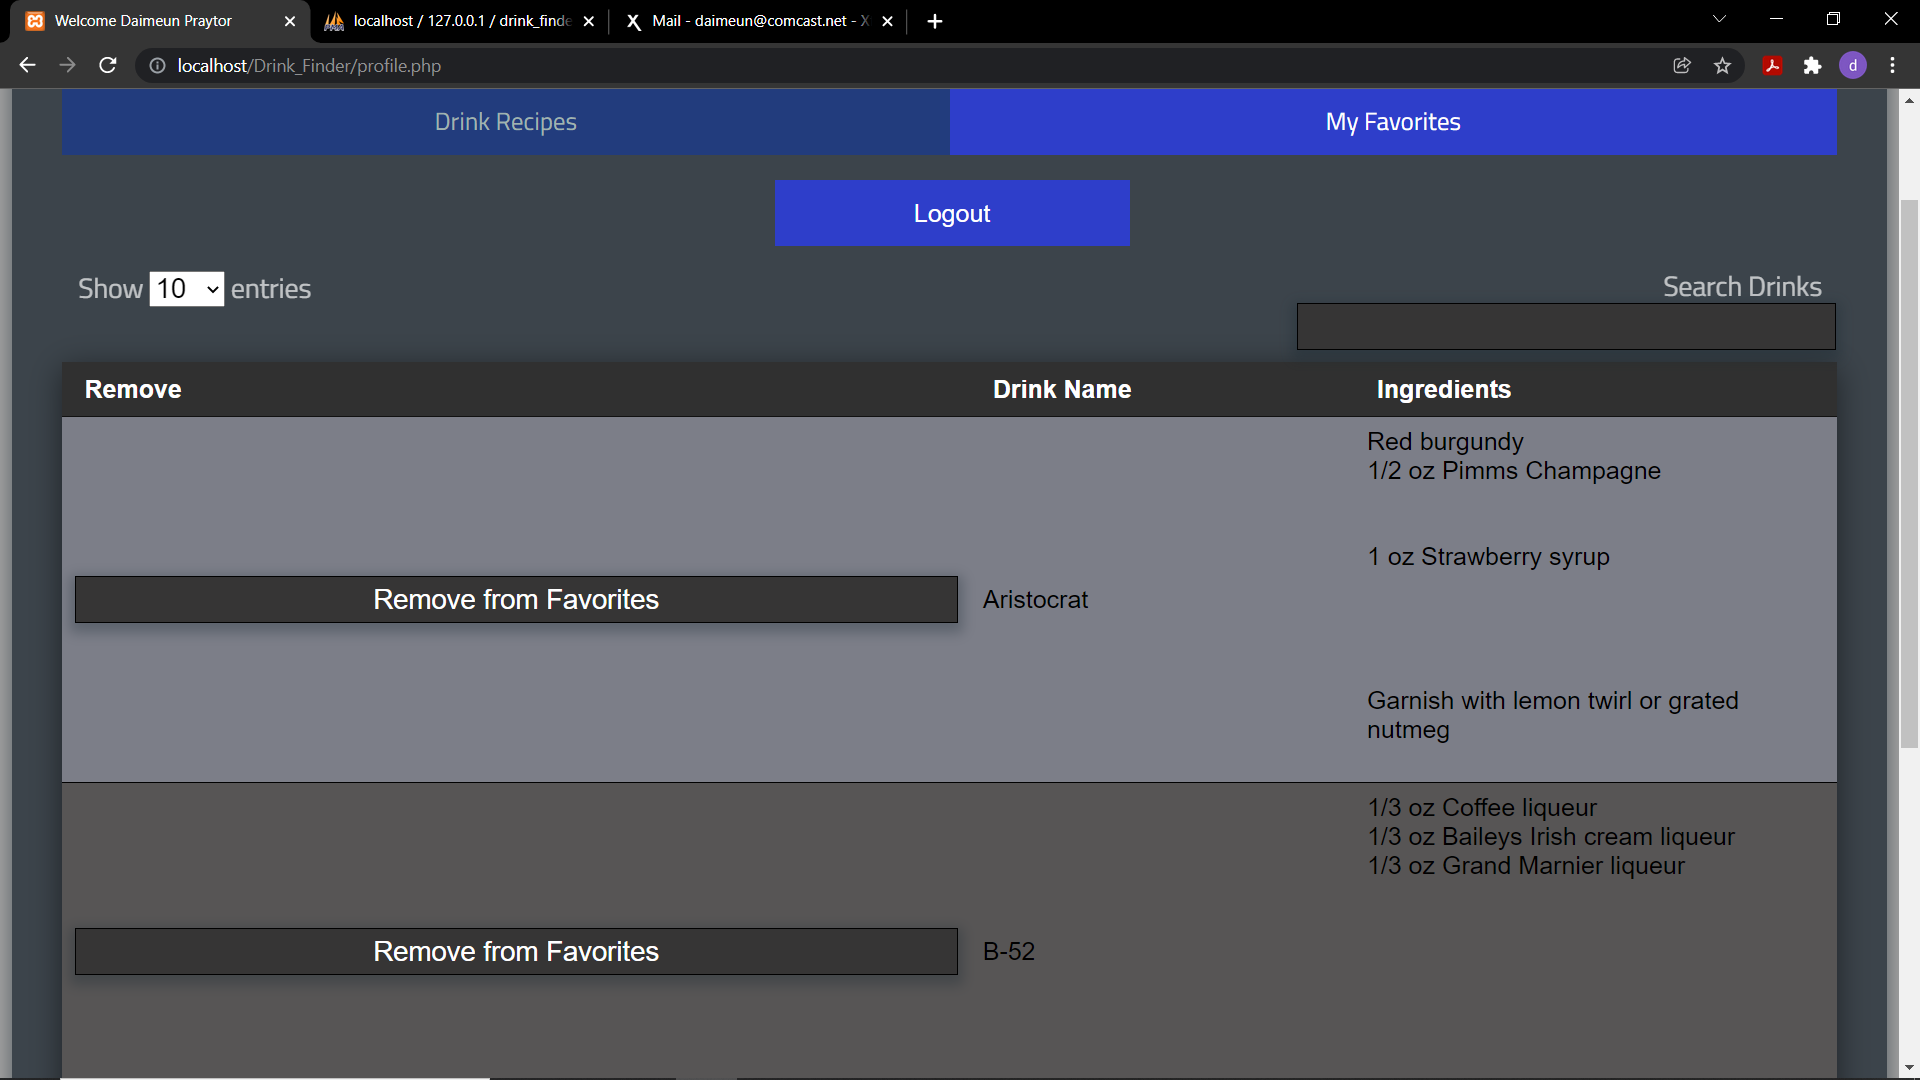 Welcome Daimeun Praytor
localhost / 127.0.0.1 / drink_finde
X Mail - daimeun@comcast.net - X
localhost/Drink_Finder/profile.php
d
Drink Recipes
My Favorites
Logout
Show 10 entries
Search Drinks
Remove
Drink Name
Ingredients
Red burgundy
1/2 oz Pimms Champagne
1 oz Strawberry syrup
Remove from Favorites
Aristocrat
Garnish with lemon twirl or grated
nutmeg
1/3 oz Coffee liqueur
1/3 oz Baileys Irish cream liqueur
1/3 oz Grand Marnier liqueur
Remove from Favorites
B-52